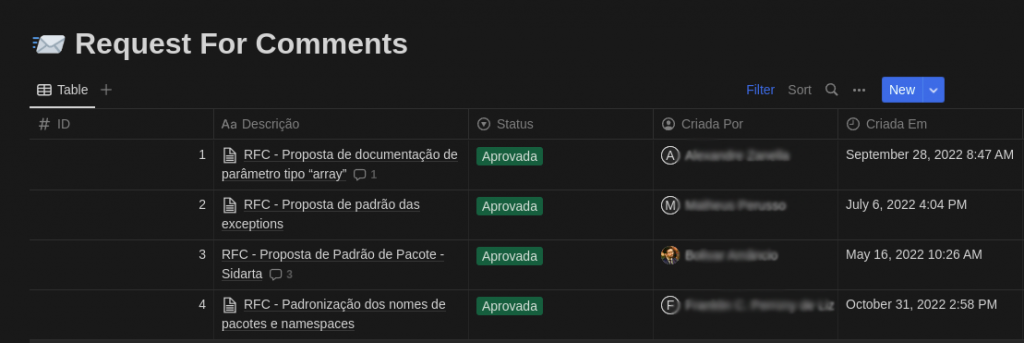 Request For Comments
Table
Filter Sort New
ID Aa Descrição Status Criada Por Criada Em
1 RFC - Proposta de documentação de parâmetro tipo “array” 1 Aprovada A September 28, 2022 8:47 AM
2 RFC - Proposta de padrão das exceptions Aprovada M July 6, 2022 4:04 PM
3 RFC - Proposta de Padrão de Pacote - Sidarta 3 Aprovada May 16, 2022 10:26 AM
4 RFC - Padronização dos nomes de pacotes e namespaces Aprovada F October 31, 2022 2:58 PM